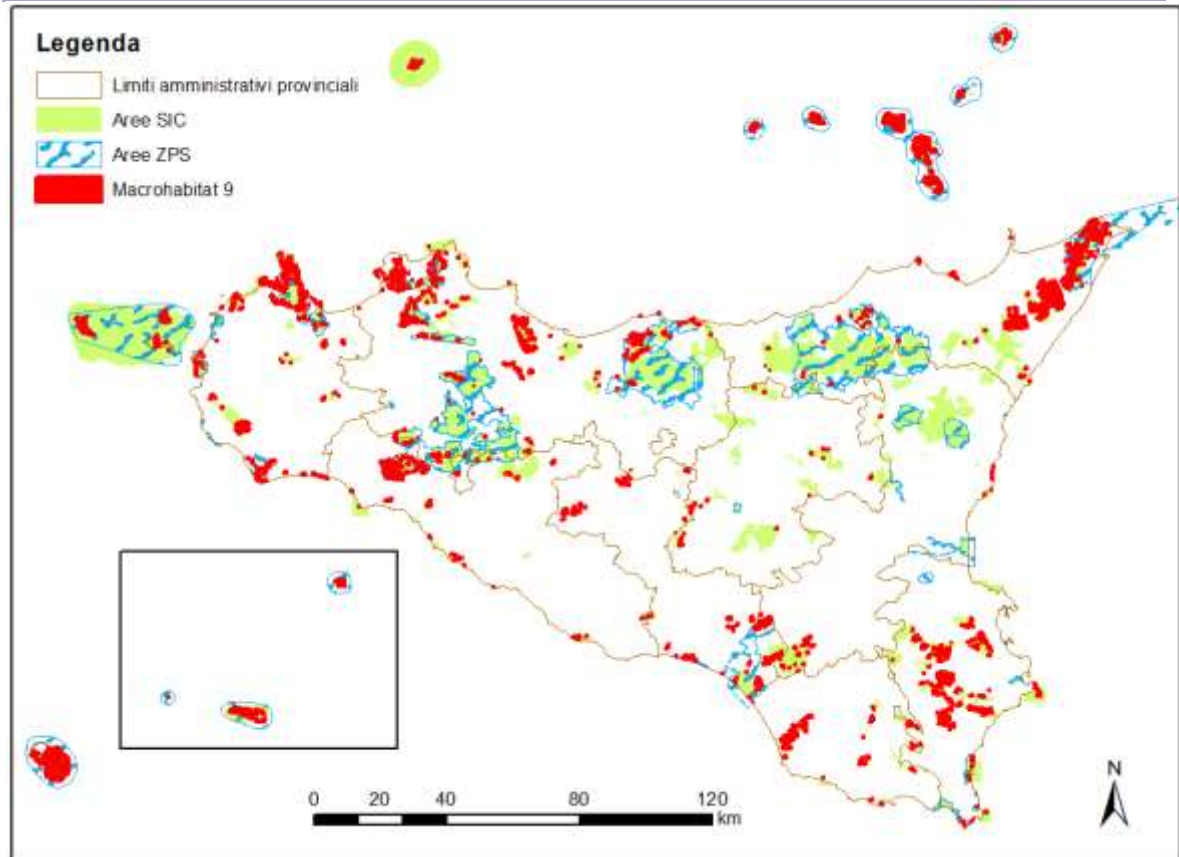 Legenda
Limiti amministrativi provinciali
Aree SIC
Aree ZPS
Macrohabitat 9
N
0 20 40 80 120
km